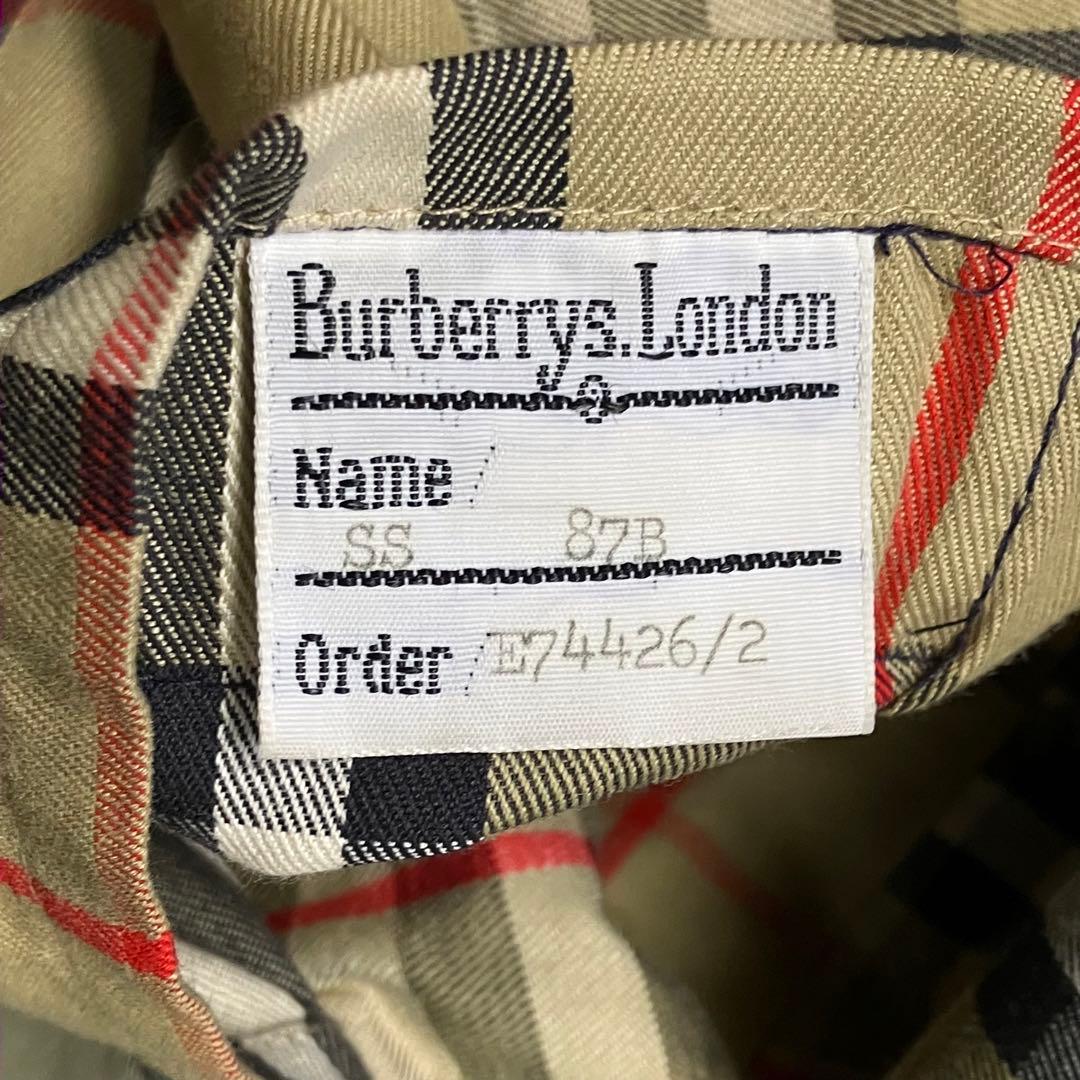 Burberrys.London
Name /
SS 87B
Order / E74426/2